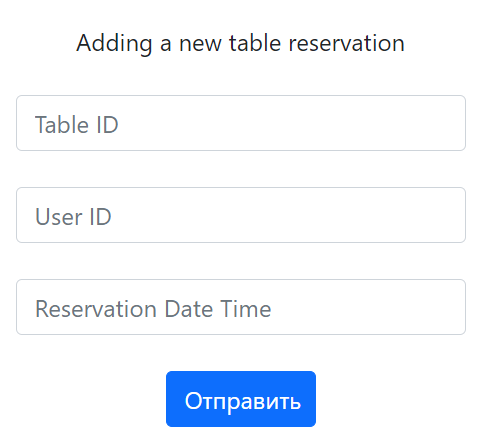 Adding a new table reservation
Table ID
User ID
Reservation Date Time
Отправить